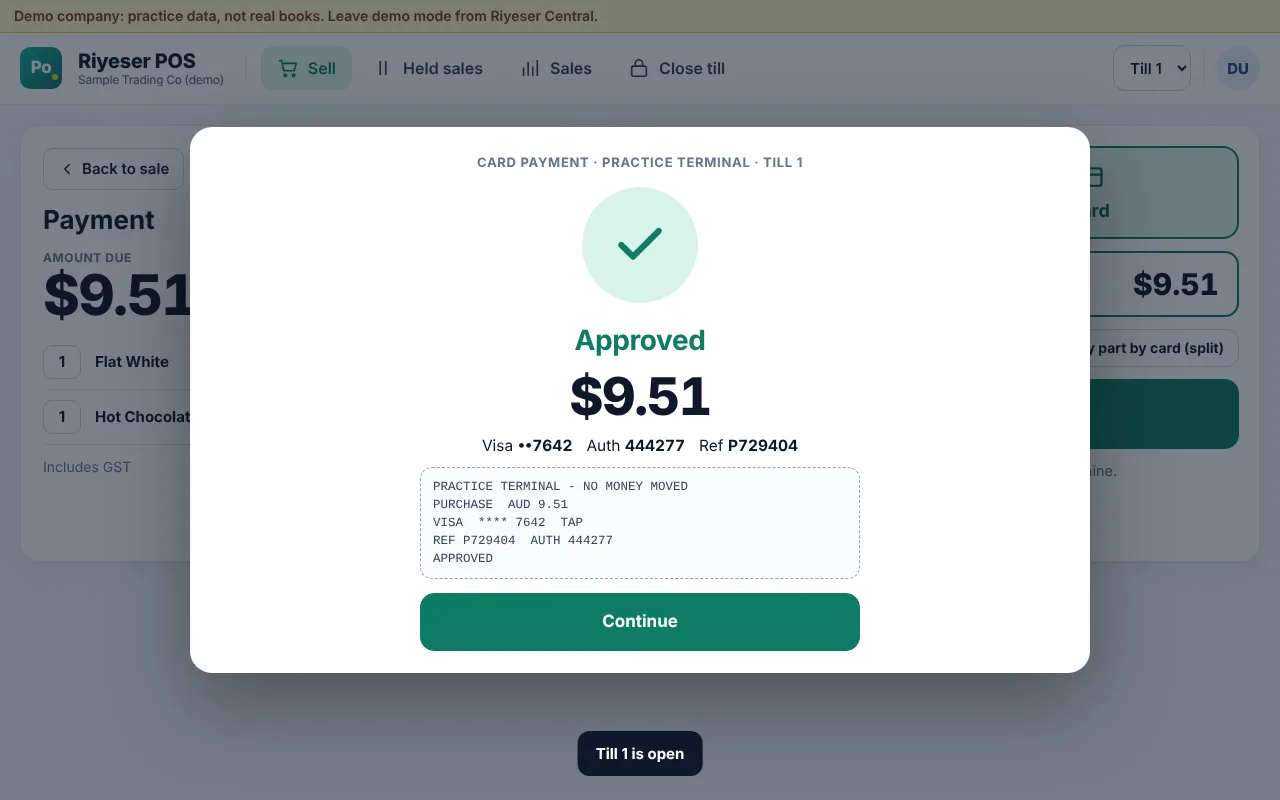 Demo company: practice data, not real books. Leave demo mode from Riyeser Central.
Po
Riyeser POS
Sample Trading Co (demo)
Sell
Held sales
Sales
Close till
Till 1
DU
Back to sale
Payment
AMOUNT DUE
$9.51
1 Flat White
1 Hot Chocolat
Includes GST
CARD PAYMENT · PRACTICE TERMINAL · TILL 1
Approved
$9.51
Visa ••7642 Auth 444277 Ref P729404
PRACTICE TERMINAL - NO MONEY MOVED
PURCHASE AUD 9.51
VISA **** 7642 TAP
REF P729404 AUTH 444277
APPROVED
Continue
rd
$9.51
y part by card (split)
ine.
Till 1 is open